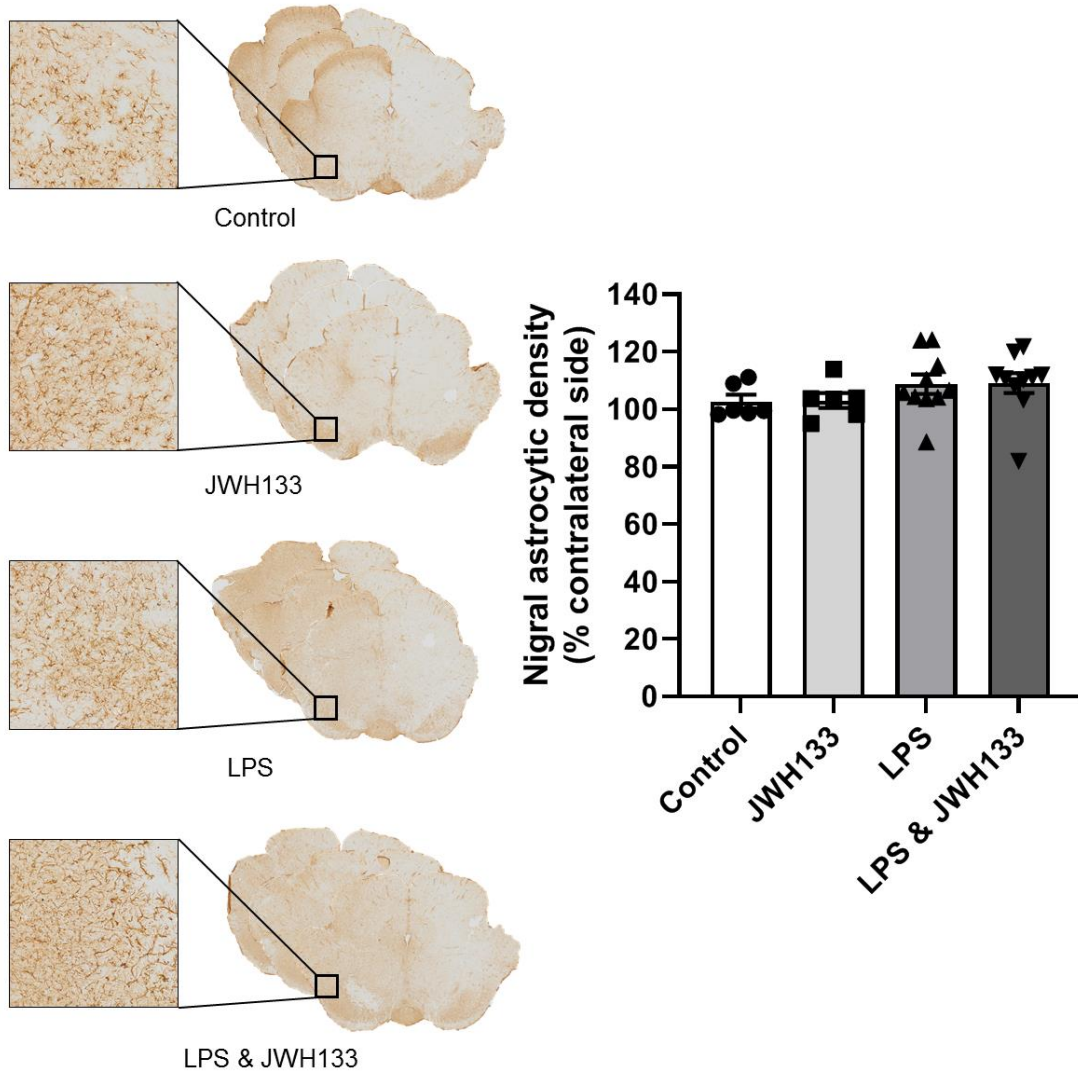 Control
JWH133
LPS
LPS & JWH133
Nigral astrocytic density
(% contralateral side)
140
120
100
80
60
40
20
0
Control
JWH133
LPS
LPS & JWH133